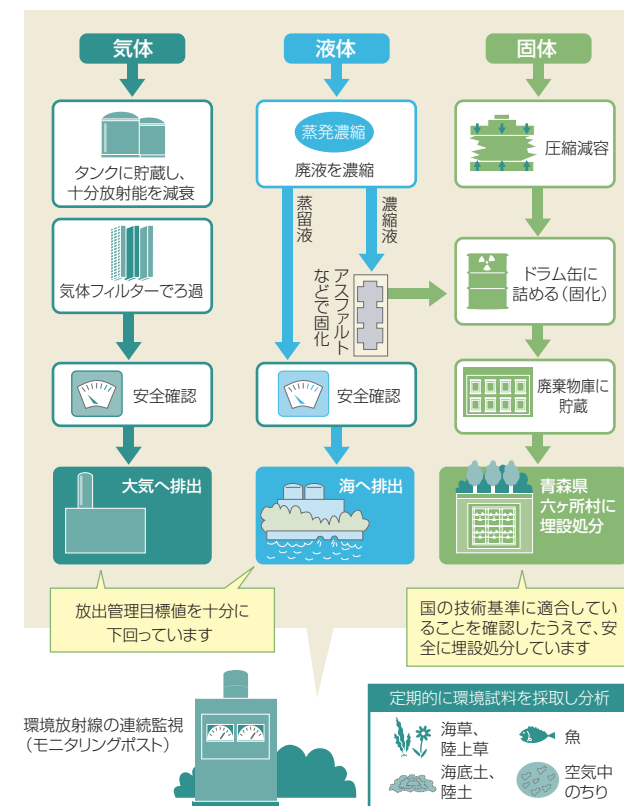 気体
タンクに貯蔵し、
十分放射能を減衰
気体フィルターでろ過
安全確認
大気へ排出
液体
蒸発濃縮
廃液を濃縮
蒸留液
濃縮液
アスファルト
などで固化
安全確認
海へ排出
固体
圧縮減容
ドラム缶に
詰める（固化）
廃棄物庫に
貯蔵
青森県
六ヶ所村に
埋設処分
放出管理目標値を十分に
下回っています
国の技術基準に適合してい
ることを確認したうえで、安
全に埋設処分しています
環境放射線の連続監視
（モニタリングポスト）
定期的に環境試料を採取し分析
海草、
陸上草
魚
海底土、
陸土
空気中
のちり